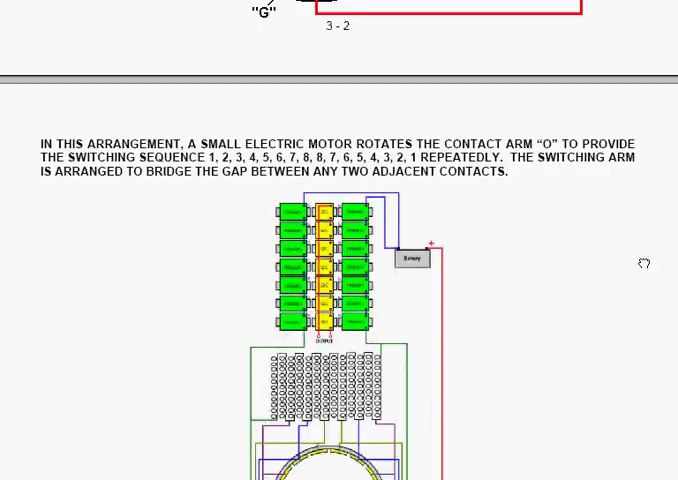 "G"
3 - 2
IN THIS ARRANGEMENT, A SMALL ELECTRIC MOTOR ROTATES THE CONTACT ARM “O” TO PROVIDE
THE SWITCHING SEQUENCE 1, 2, 3, 4, 5, 6, 7, 8, 8, 7, 6, 5, 4, 3, 2, 1 REPEATEDLY. THE SWITCHING ARM
IS ARRANGED TO BRIDGE THE GAP BETWEEN ANY TWO ADJACENT CONTACTS.
+
Battery
OUTPUT